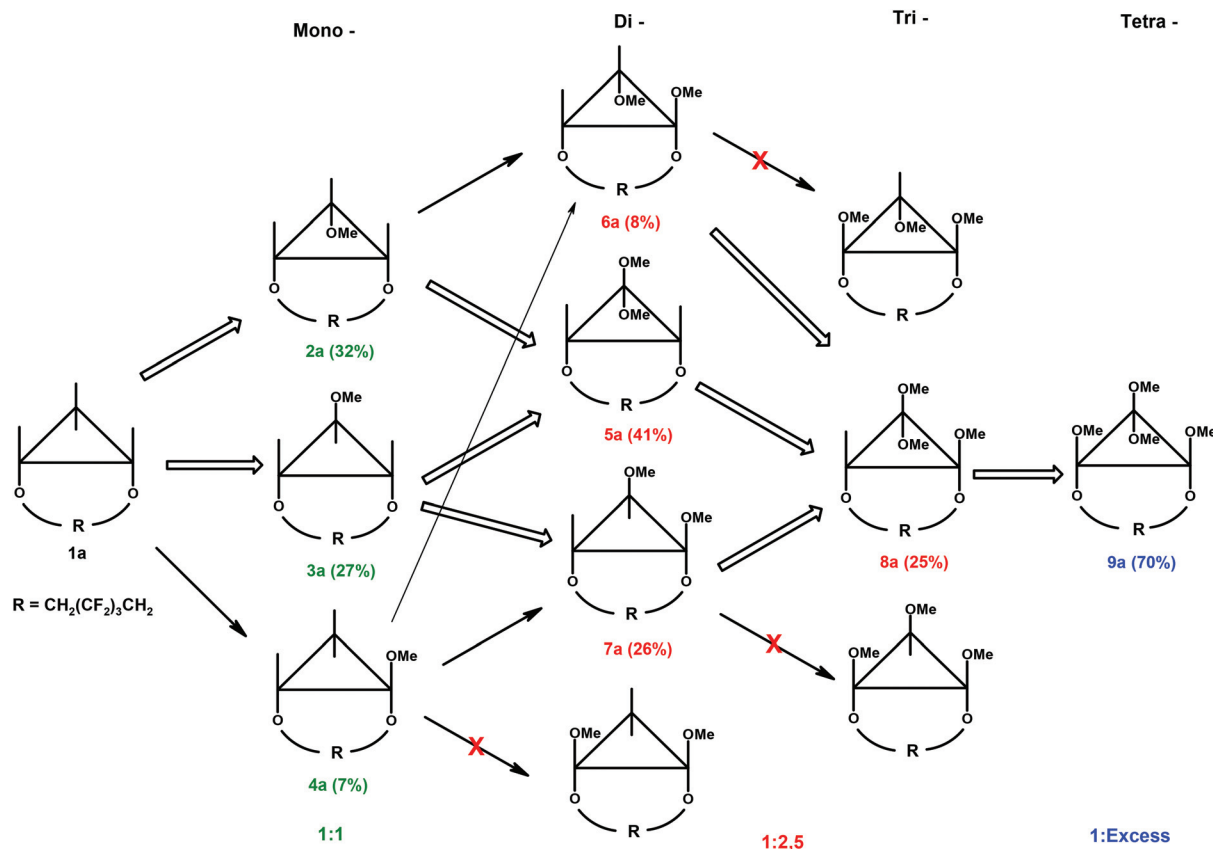 Mono -
Di -
Tri -
Tetra -
OMe
OMe
O
O
R
6a (8%)
X
OMe
O
O
R
2a (32%)
OMe
OMe
OMe
O
O
R
OMe
OMe
O
O
R
5a (41%)
O
O
R
1a
R = CH₂(CF₂)₃CH₂
OMe
O
O
R
3a (27%)
OMe
OMe
OMe
O
O
R
8a (25%)
OMe
OMe
OMe
OMe
O
O
R
9a (70%)
OMe
OMe
O
O
R
7a (26%)
X
OMe
O
O
R
4a (7%)
X
OMe
OMe
OMe
O
O
R
OMe
OMe
O
O
R
1:1
1:2,5
1:Excess